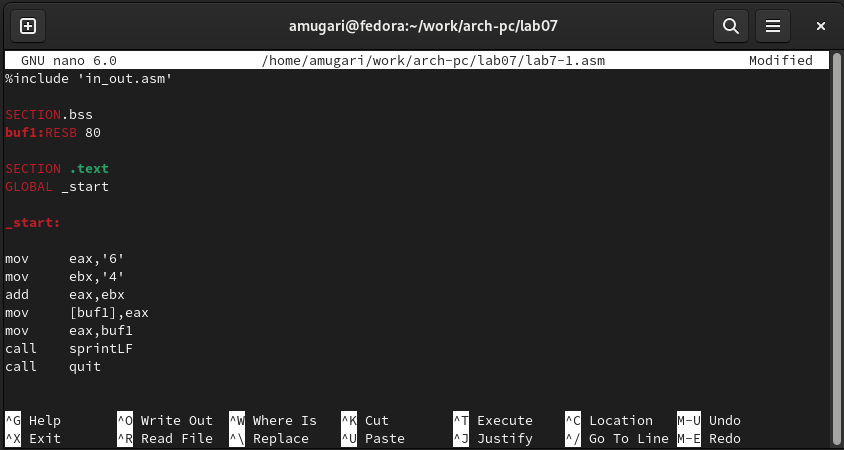 amugari@fedora:~/work/arch-pc/lab07
GNU nano 6.0 /home/amugari/work/arch-pc/lab07/lab7-1.asm Modified
%include 'in_out.asm'
SECTION.bss
buf1:RESB 80
SECTION .text
GLOBAL _start
_start:
mov eax,'6'
mov ebx,'4'
add eax,ebx
mov [buf1],eax
mov eax,buf1
call sprintLF
call quit
^G Help ^O Write Out ^W Where Is ^K Cut ^T Execute ^C Location M-U Undo
^X Exit ^R Read File ^\ Replace ^U Paste ^J Justify ^/ Go To Line M-E Redo